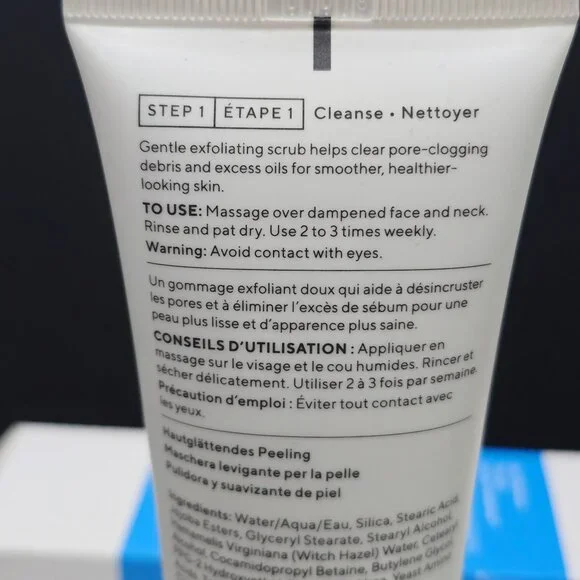 STEP 1 ÉTAPE 1 Cleanse • Nettoyer
Gentle exfoliating scrub helps clear pore-clogging
debris and excess oils for smoother, healthier-
looking skin.
TO USE: Massage over dampened face and neck.
Rinse and pat dry. Use 2 to 3 times weekly.
Warning: Avoid contact with eyes.
Un gommage exfoliant doux qui aide à désincruster
les pores et à éliminer l'excès de sébum pour une
peau plus lisse et d'apparence plus saine.
CONSEILS D'UTILISATION : Appliquer en
massage sur le visage et le cou humides. Rincer et
sécher délicatement. Utiliser 2 à 3 fois par semaine.
Précaution d'emploi : Éviter tout contact avec
les yeux.
Hautglättendes Peeling
Maschera levigante per la pelle
Pulidora y suavizante de piel
Ingredients: Water/Aqua/Eau, Silica, Stearic Acid,
Jojoba Esters, Glyceryl Stearate, Stearyl Alcohol,
Hamamelis Virginiana (Witch Hazel) Water, Cetearyl
Alcohol, Cocamidopropyl Betaine, Butylene Glycol,
PPG-2 Yeast Amino